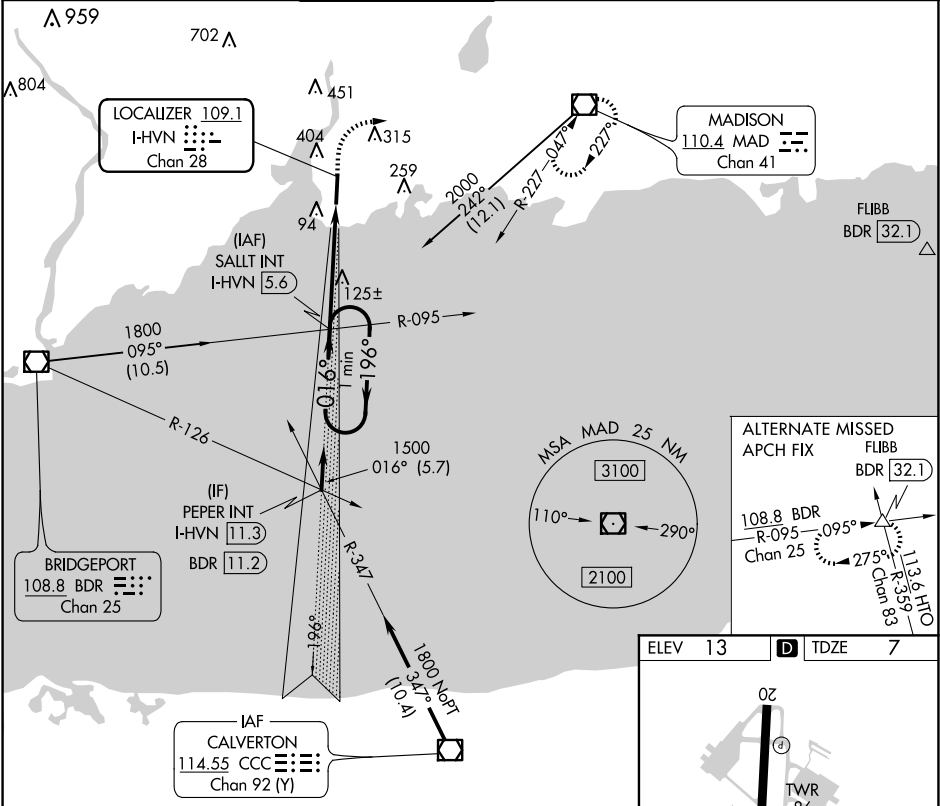 959
702
804
451
404
315
259
94
LOCALIZER 109.1
I-HVN
Chan 28
MADISON
110.4 MAD
Chan 41
R-227
047°
227°
2000
242°
(12.1)
FLIBB
BDR 32.1
(IAF)
SALLT INT
I-HVN 5.6
125±
1800
095°
(10.5)
R-095
016°
1 min
196°
R-126
1500
016° (5.7)
(IF)
PEPER INT
I-HVN 11.3
BDR 11.2
R-347
BRIDGEPORT
108.8 BDR
Chan 25
196°
1800 NoPT
347°
(10.4)
IAF
CALVERTON
114.55 CCC
Chan 92 (Y)
MSA MAD 25 NM
3100
110°
290°
2100
ALTERNATE MISSED
APCH FIX
FLIBB
BDR 32.1
108.8 BDR
R-095
095°
Chan 25
275°
113.6 HTO
R-359
Chan 83
ELEV 13
D
TDZE 7
20
P
TWR